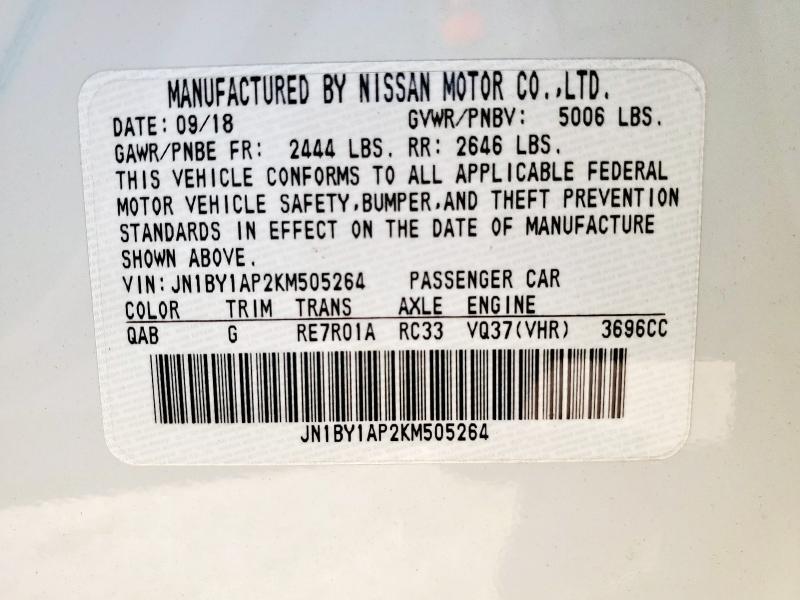 MANUFACTURED BY NISSAN MOTOR CO.,LTD.
DATE: 09/18 GVWR/PNBV: 5006 LBS.
GAWR/PNBE FR: 2444 LBS. RR: 2646 LBS.
THIS VEHICLE CONFORMS TO ALL APPLICABLE FEDERAL
MOTOR VEHICLE SAFETY,BUMPER,AND THEFT PREVENTION
STANDARDS IN EFFECT ON THE DATE OF MANUFACTURE
SHOWN ABOVE.
VIN: JN1BY1AP2KM505264 PASSENGER CAR
COLOR TRIM TRANS AXLE ENGINE
QAB G RE7R01A RC33 VQ37(VHR) 3696CC
JN1BY1AP2KM505264